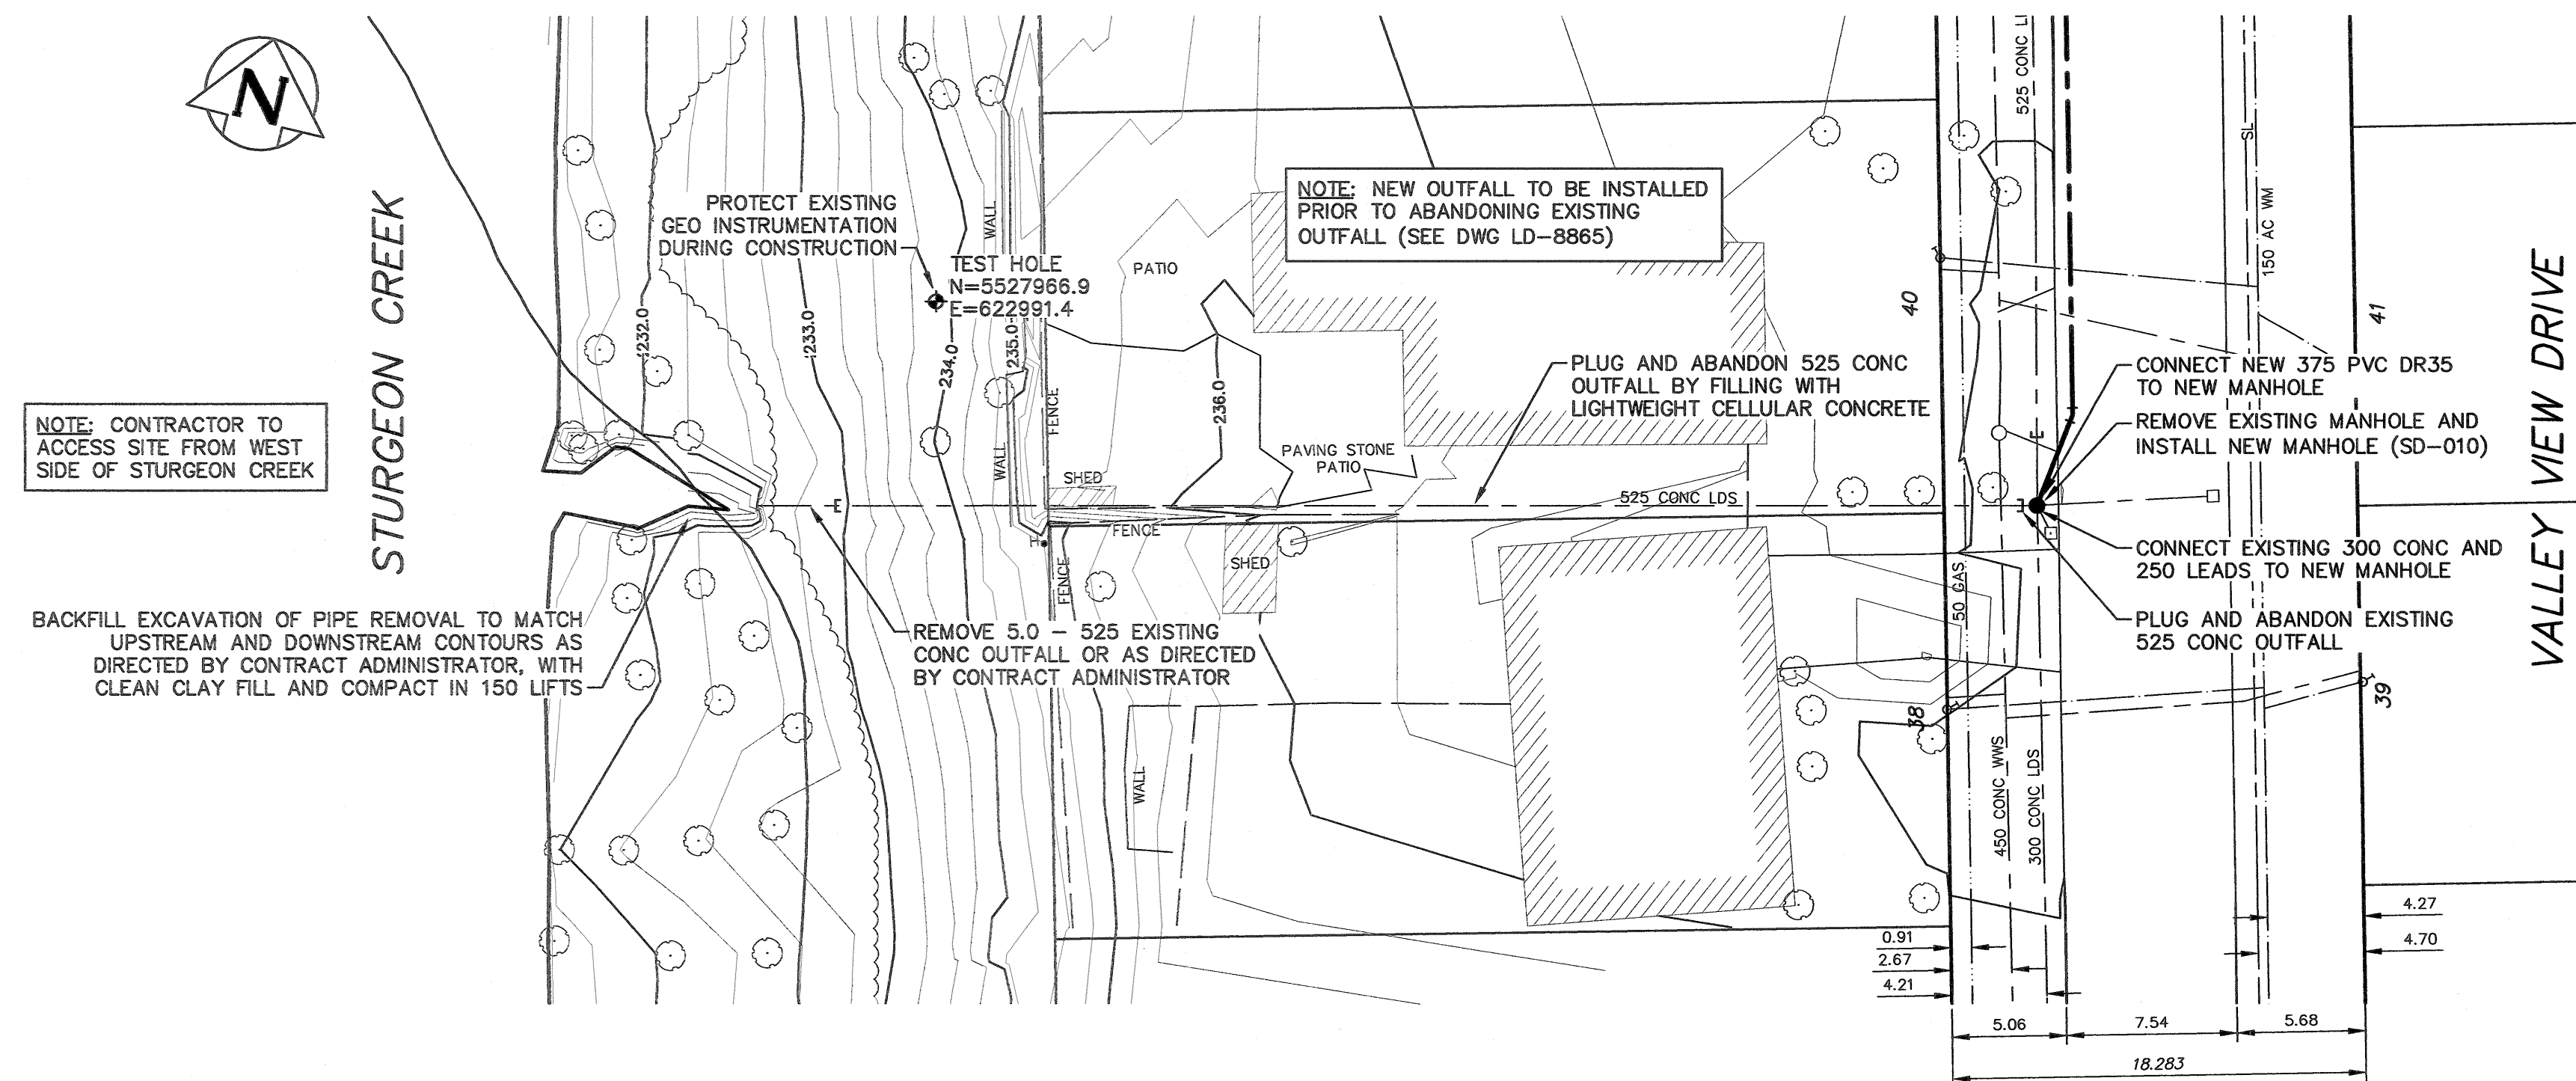 N
STURGEON CREEK
NOTE: CONTRACTOR TO
ACCESS SITE FROM WEST
SIDE OF STURGEON CREEK
PROTECT EXISTING
GEO INSTRUMENTATION
DURING CONSTRUCTION
TEST HOLE
N=5527966.9
E=622991.4
232.0
233.0
234.0
235.0
236.0
WALL
WALL
FENCE
PATIO
NOTE: NEW OUTFALL TO BE INSTALLED
PRIOR TO ABANDONING EXISTING
OUTFALL (SEE DWG LD-8865)
PLUG AND ABANDON 525 CONC
OUTFALL BY FILLING WITH
LIGHTWEIGHT CELLULAR CONCRETE
PAVING STONE
PATIO
SHED
525 CONC LDS
FENCE
SHED
FENCE
H
WALL
BACKFILL EXCAVATION OF PIPE REMOVAL TO MATCH
UPSTREAM AND DOWNSTREAM CONTOURS AS
DIRECTED BY CONTRACT ADMINISTRATOR, WITH
CLEAN CLAY FILL AND COMPACT IN 150 LIFTS
REMOVE 5.0 - 525 EXISTING
CONC OUTFALL OR AS DIRECTED
BY CONTRACT ADMINISTRATOR
525 CONC
SL
150 AC WM
40
41
CONNECT NEW 375 PVC DR35
TO NEW MANHOLE
REMOVE EXISTING MANHOLE AND
INSTALL NEW MANHOLE (SD-010)
CONNECT EXISTING 300 CONC AND
250 LEADS TO NEW MANHOLE
PLUG AND ABANDON EXISTING
525 CONC OUTFALL
VALLEY VIEW DRIVE
50 GAS
38
39
450 CONC WWS
300 CONC LDS
0.91
2.67
4.21
4.27
4.70
5.06
7.54
5.68
18.283